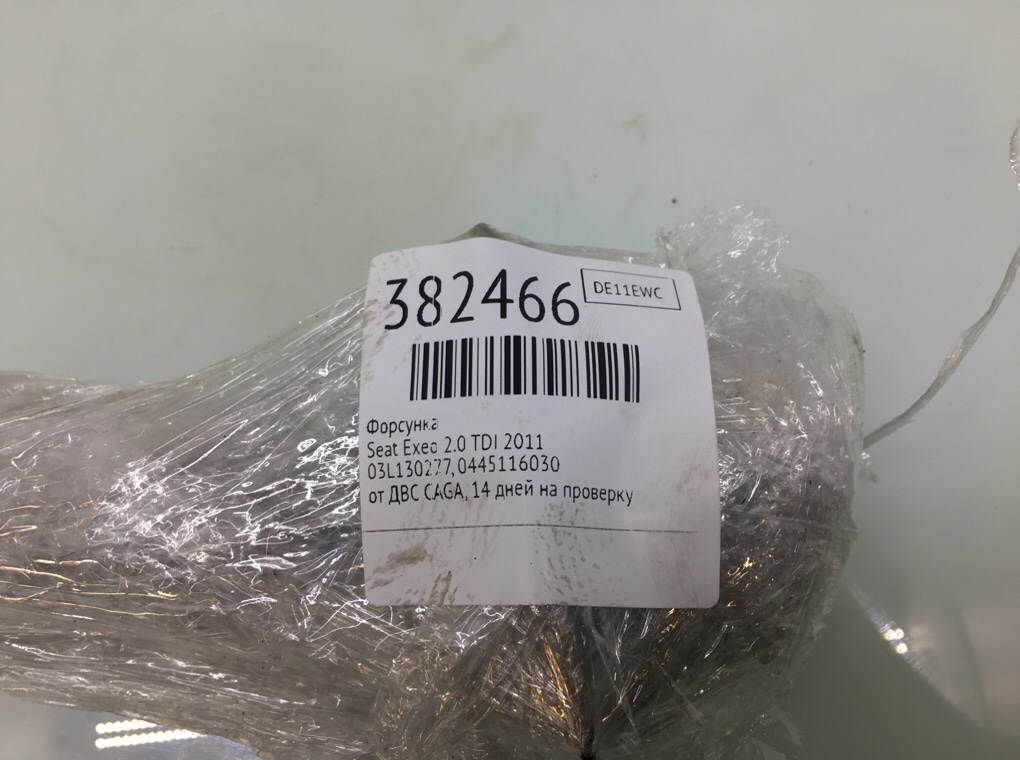 382466
DE11EWC
Форсунка
Seat Exeo 2.0 TDI 2011
03L130277,0445116030
от ДВС CAGA, 14 дней на проверку